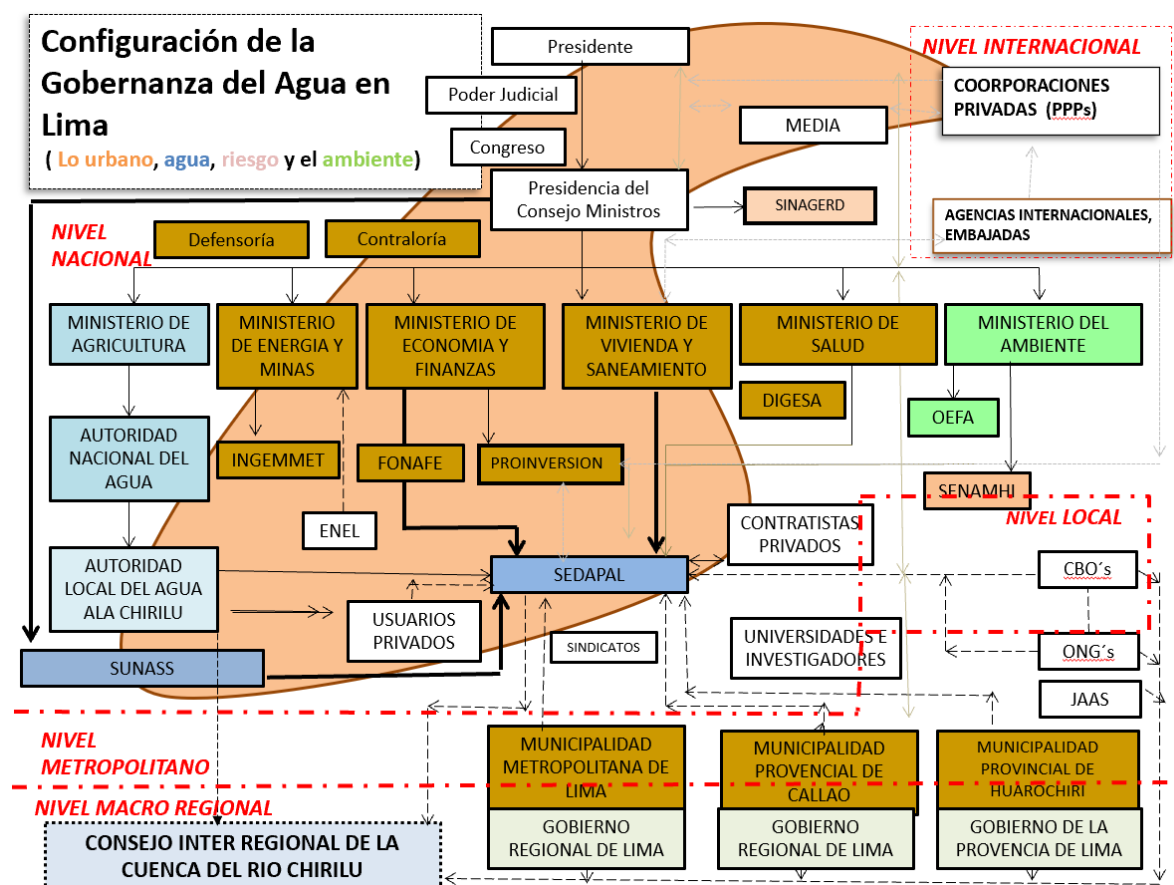 Configuración de la
Gobernanza del Agua en
Lima
( Lo urbano, agua, riesgo y el ambiente)
Presidente
Poder Judicial
Congreso
MEDIA
NIVEL INTERNACIONAL
COORPORACIONES
PRIVADAS (PPPs)
Presidencia del
Consejo Ministros
SINAGERD
AGENCIAS INTERNACIONALES,
EMBAJADAS
NIVEL
NACIONAL
Defensoría
Contraloría
MINISTERIO DE
AGRICULTURA
MINISTERIO
DE ENERGIA Y
MINAS
MINISTERIO DE
ECONOMIA Y
FINANZAS
MINISTERIO DE
VIVIENDA Y
SANEAMIENTO
MINISTERIO DE
SALUD
MINISTERIO DEL
AMBIENTE
DIGESA
OEFA
AUTORIDAD
NACIONAL DEL
AGUA
INGEMMET
FONAFE
PROINVERSION
SENAMHI
NIVEL LOCAL
ENEL
CONTRATISTAS
PRIVADOS
AUTORIDAD
LOCAL DEL AGUA
ALA CHIRILU
SEDAPAL
CBO´s
USUARIOS
PRIVADOS
SINDICATOS
UNIVERSIDADES E
INVESTIGADORES
ONG´s
SUNASS
JAAS
NIVEL
METROPOLITANO
MUNICIPALIDAD
METROPOLITANA DE
LIMA
MUNICIPALIDAD
PROVINCIAL DE
CALLAO
MUNICIPALIDAD
PROVINCIAL DE
HUAROCHIRI
NIVEL MACRO REGIONAL
CONSEJO INTER REGIONAL DE LA
CUENCA DEL RIO CHIRILU
GOBIERNO
REGIONAL DE LIMA
GOBIERNO
REGIONAL DE LIMA
GOBIERNO DE LA
PROVENCIA DE LIMA